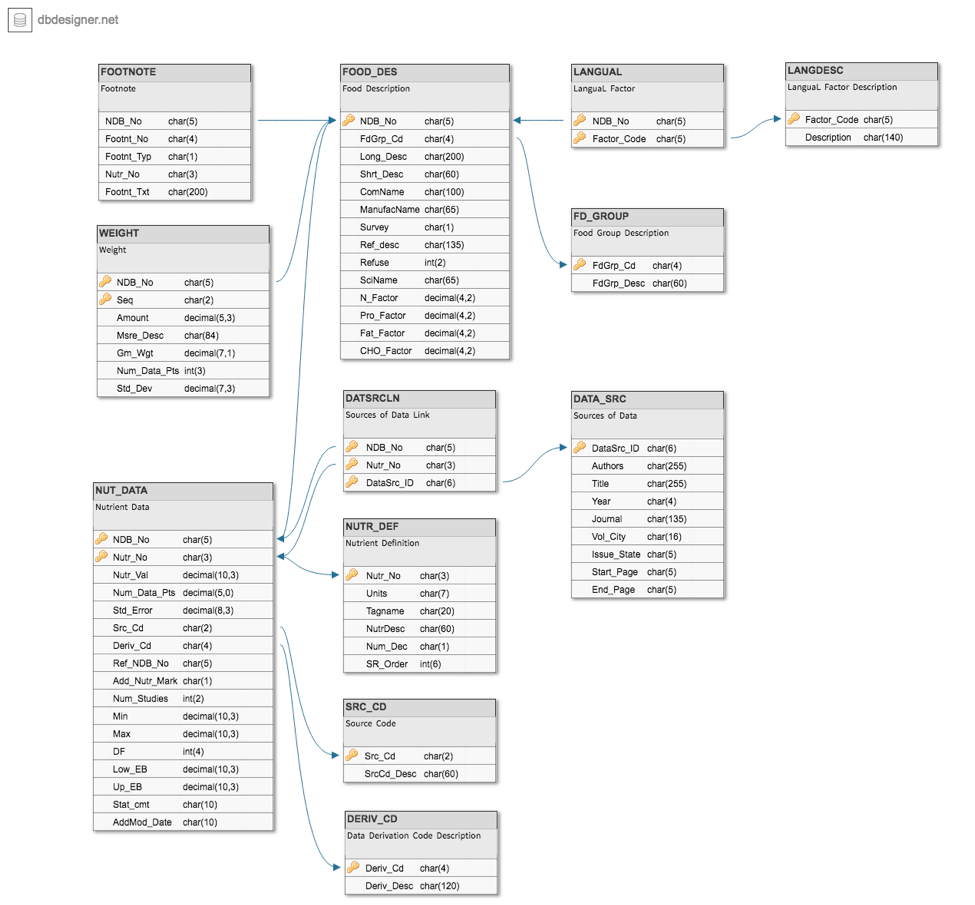 dbdesigner.net
FOOTNOTE
Footnote
NDB_No char(5)
Footnt_No char(4)
Footnt_Typ char(1)
Nutr_No char(3)
Footnt_Txt char(200)
WEIGHT
Weight
NDB_No char(5)
Seq char(2)
Amount decimal(5,3)
Msre_Desc char(84)
Gm_Wgt decimal(7,1)
Num_Data_Pts int(3)
Std_Dev decimal(7,3)
NUT_DATA
Nutrient Data
NDB_No char(5)
Nutr_No char(3)
Nutr_Val decimal(10,3)
Num_Data_Pts decimal(5,0)
Std_Error decimal(8,3)
Src_Cd char(2)
Deriv_Cd char(4)
Ref_NDB_No char(5)
Add_Nutr_Mark char(1)
Num_Studies int(2)
Min decimal(10,3)
Max decimal(10,3)
DF int(4)
Low_EB decimal(10,3)
Up_EB decimal(10,3)
Stat_cmt char(10)
AddMod_Date char(10)
FOOD_DES
Food Description
NDB_No char(5)
FdGrp_Cd char(4)
Long_Desc char(200)
Shrt_Desc char(60)
ComName char(100)
ManufacName char(65)
Survey char(1)
Ref_desc char(135)
Refuse int(2)
SciName char(65)
N_Factor decimal(4,2)
Pro_Factor decimal(4,2)
Fat_Factor decimal(4,2)
CHO_Factor decimal(4,2)
DATSRCLN
Sources of Data Link
NDB_No char(5)
Nutr_No char(3)
DataSrc_ID char(6)
NUTR_DEF
Nutrient Definition
Nutr_No char(3)
Units char(7)
Tagname char(20)
NutrDesc char(60)
Num_Dec char(1)
SR_Order int(6)
SRC_CD
Source Code
Src_Cd char(2)
SrcCd_Desc char(60)
DERIV_CD
Data Derivation Code Description
Deriv_Cd char(4)
Deriv_Desc char(120)
LANGUAL
LanguaL Factor
NDB_No char(5)
Factor_Code char(5)
FD_GROUP
Food Group Description
FdGrp_Cd char(4)
FdGrp_Desc char(60)
DATA_SRC
Sources of Data
DataSrc_ID char(6)
Authors char(255)
Title char(255)
Year char(4)
Journal char(135)
Vol_City char(16)
Issue_State char(5)
Start_Page char(5)
End_Page char(5)
LANGDESC
LanguaL Factor Description
Factor_Code char(5)
Description char(140)